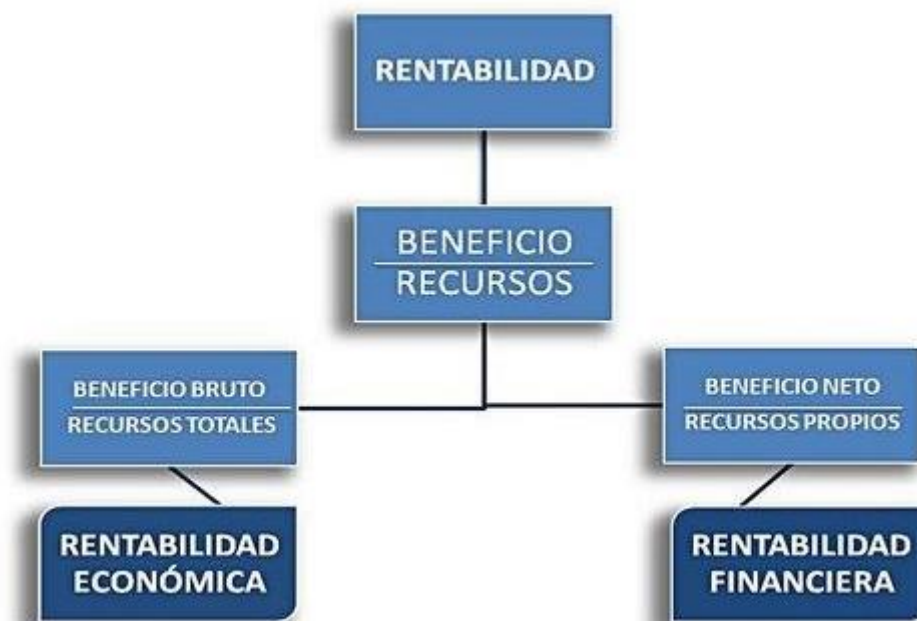 RENTABILIDAD
BENEFICIO
RECURSOS
BENEFICIO BRUTO
RECURSOS TOTALES
BENEFICIO NETO
RECURSOS PROPIOS
RENTABILIDAD
ECONÓMICA
RENTABILIDAD
FINANCIERA